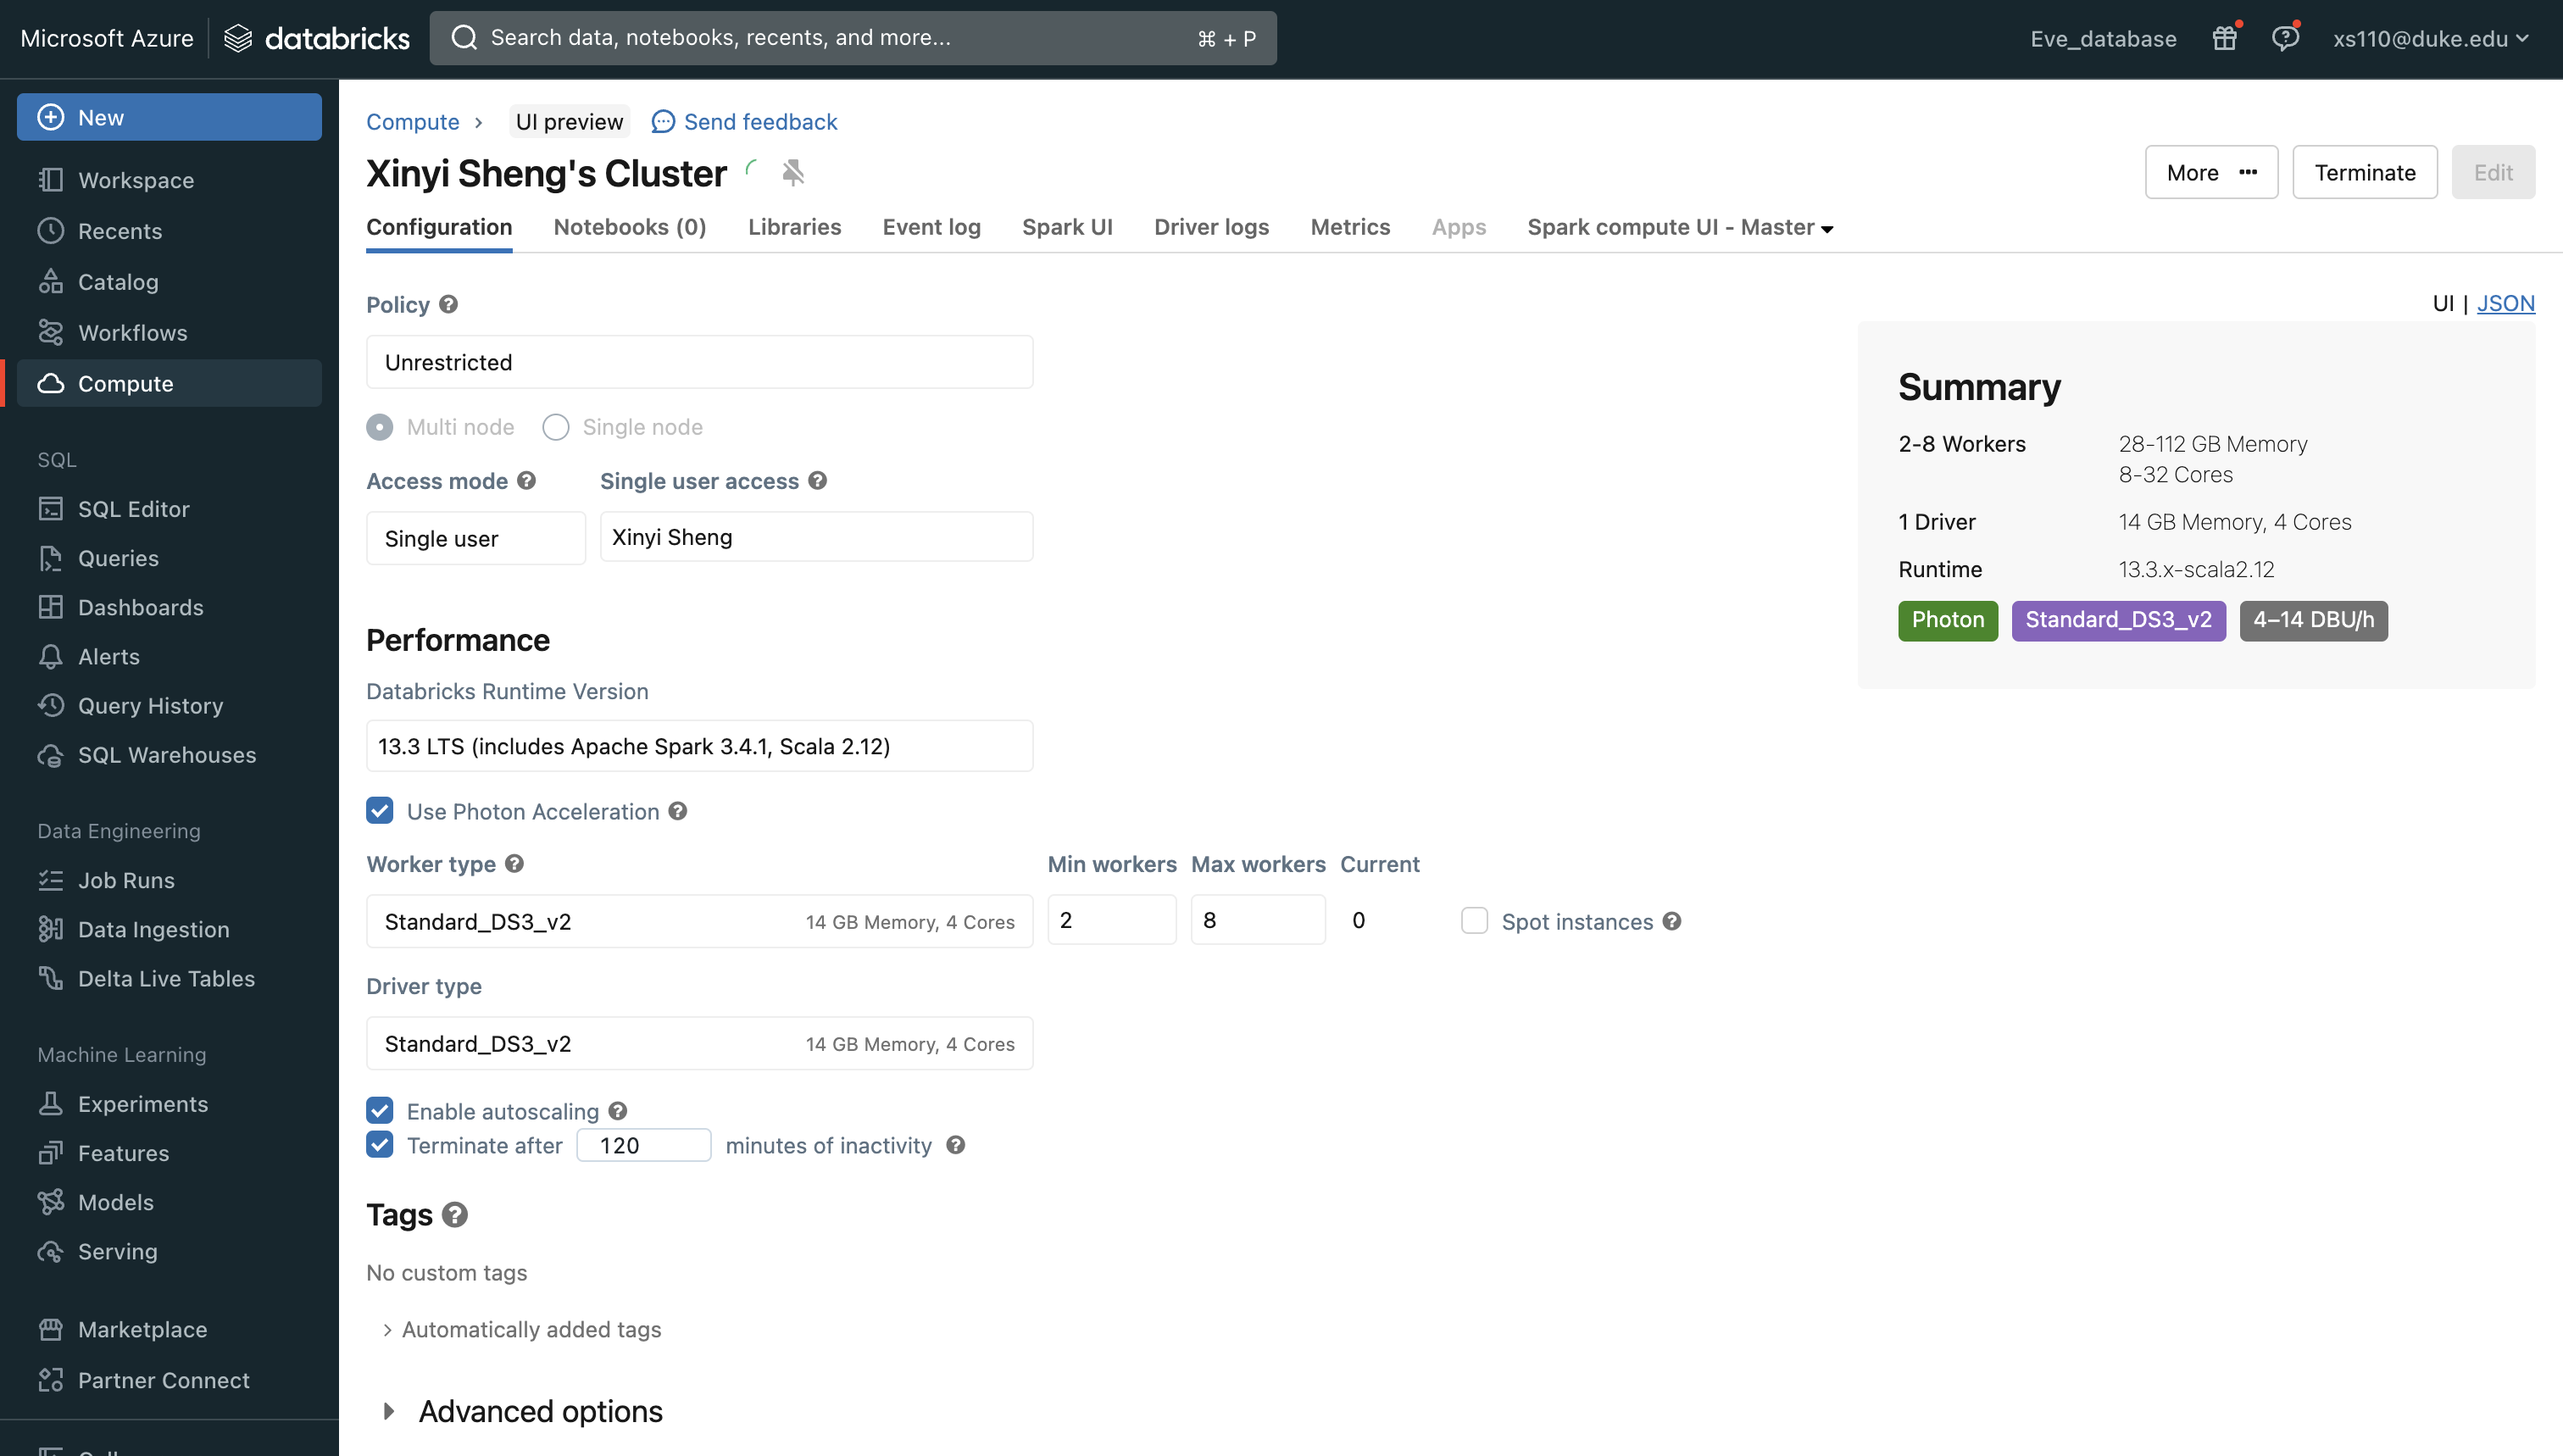 Microsoft Azure databricks Search data, notebooks, recents, and more... ⌘ + P Eve_database xs110@duke.edu
New
Workspace
Recents
Catalog
Workflows
Compute
SQL
SQL Editor
Queries
Dashboards
Alerts
Query History
SQL Warehouses
Data Engineering
Job Runs
Data Ingestion
Delta Live Tables
Machine Learning
Experiments
Features
Models
Serving
Marketplace
Partner Connect
Compute › UI preview Send feedback
Xinyi Sheng's Cluster More ••• Terminate Edit
Configuration Notebooks (0) Libraries Event log Spark UI Driver logs Metrics Apps Spark compute UI - Master
UI | JSON
Policy
Unrestricted
Multi node Single node
Access mode Single user access
Single user Xinyi Sheng
Performance
Databricks Runtime Version
13.3 LTS (includes Apache Spark 3.4.1, Scala 2.12)
Use Photon Acceleration
Worker type Min workers Max workers Current
Standard_DS3_v2 14 GB Memory, 4 Cores 2 8 0 Spot instances
Driver type
Standard_DS3_v2 14 GB Memory, 4 Cores
Enable autoscaling
Terminate after 120 minutes of inactivity
Tags
No custom tags
Automatically added tags
Advanced options
Summary
2-8 Workers 28-112 GB Memory
8-32 Cores
1 Driver 14 GB Memory, 4 Cores
Runtime 13.3.x-scala2.12
Photon Standard_DS3_v2 4–14 DBU/h